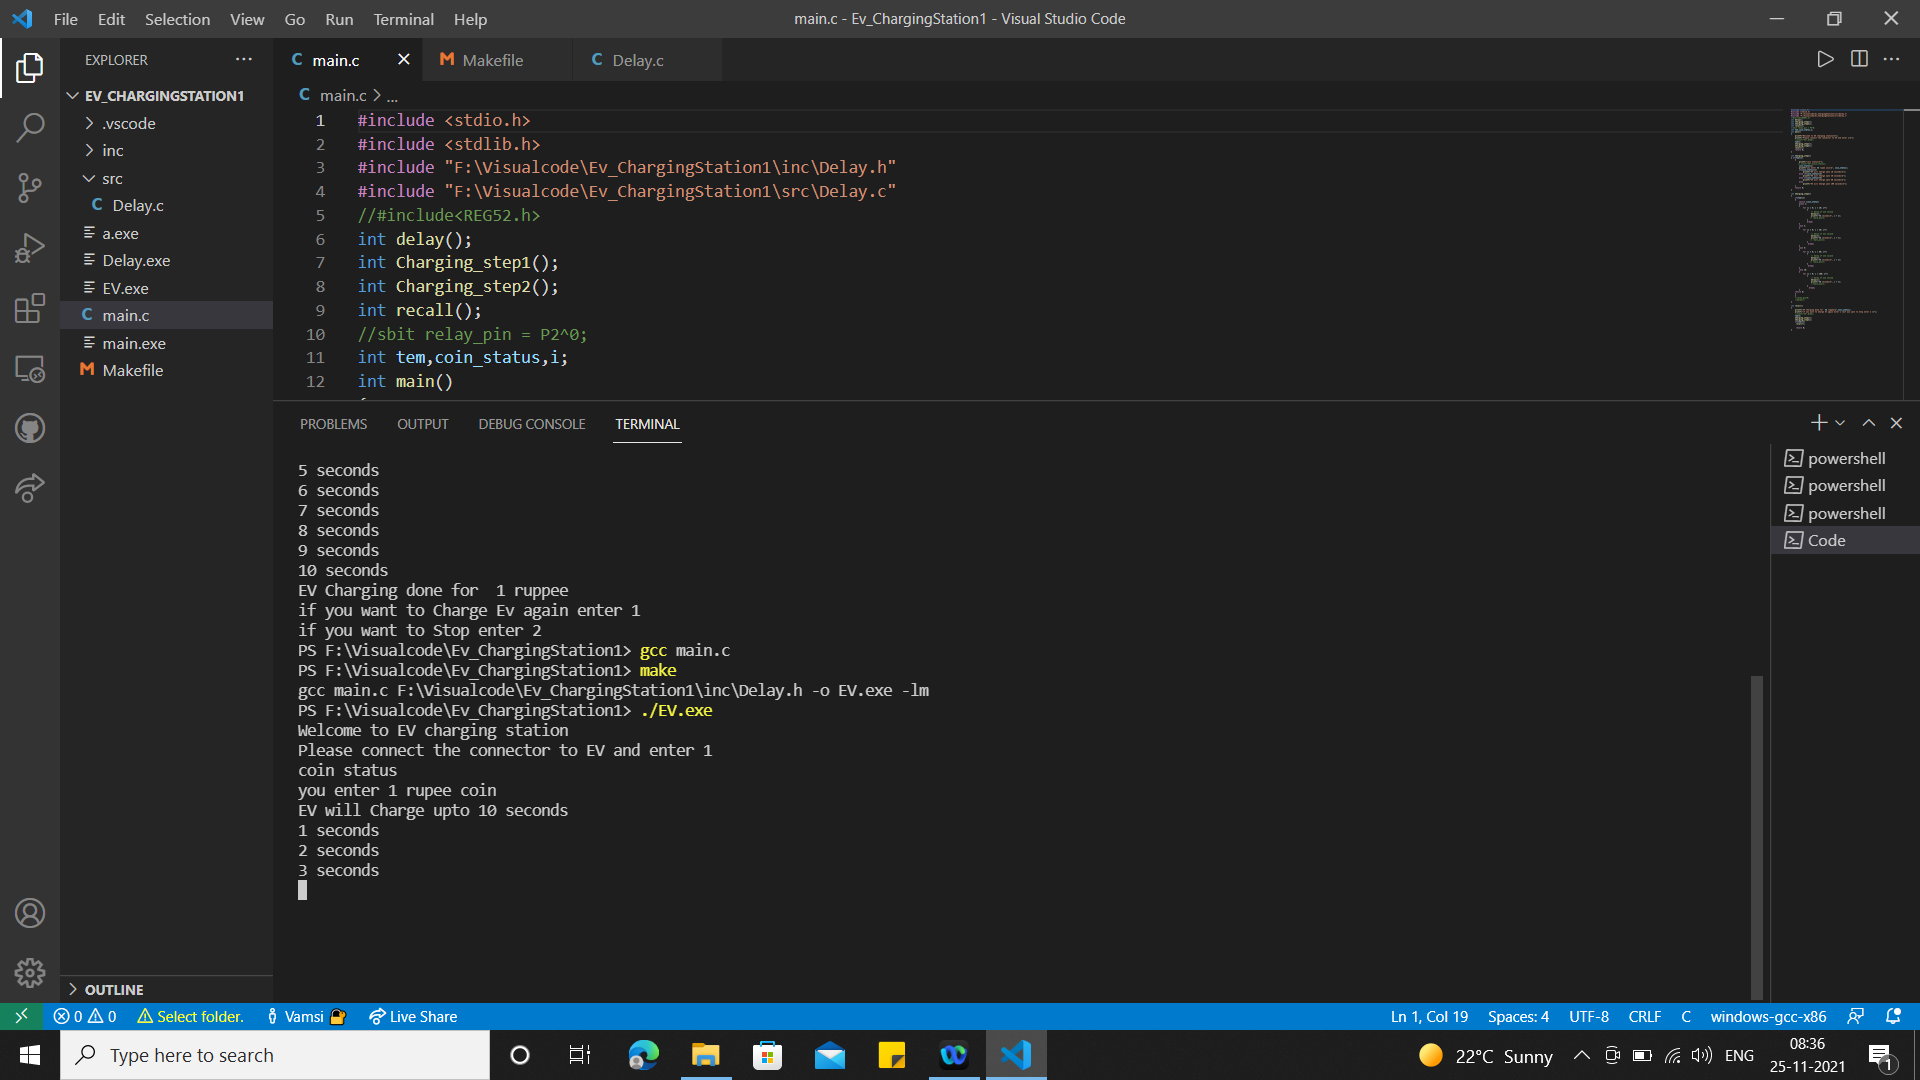 File Edit Selection View Go Run Terminal Help
main.c - Ev_ChargingStation1 - Visual Studio Code
EXPLORER
EV_CHARGINGSTATION1
.vscode
inc
src
C Delay.c
a.exe
Delay.exe
EV.exe
C main.c
main.exe
M Makefile
OUTLINE
C main.c
M Makefile
C Delay.c
C main.c > ...
1 #include <stdio.h>
2 #include <stdlib.h>
3 #include "F:\Visualcode\Ev_ChargingStation1\inc\Delay.h"
4 #include "F:\Visualcode\Ev_ChargingStation1\src\Delay.c"
5 //#include<REG52.h>
6 int delay();
7 int Charging_step1();
8 int Charging_step2();
9 int recall();
10 //sbit relay_pin = P2^0;
11 int tem,coin_status,i;
12 int main()
PROBLEMS OUTPUT DEBUG CONSOLE TERMINAL
5 seconds
6 seconds
7 seconds
8 seconds
9 seconds
10 seconds
EV Charging done for  1 ruppee
if you want to Charge Ev again enter 1
if you want to Stop enter 2
PS F:\Visualcode\Ev_ChargingStation1> gcc main.c
PS F:\Visualcode\Ev_ChargingStation1> make
gcc main.c F:\Visualcode\Ev_ChargingStation1\inc\Delay.h -o EV.exe -lm
PS F:\Visualcode\Ev_ChargingStation1> ./EV.exe
Welcome to EV charging station
Please connect the connector to EV and enter 1
coin status
you enter 1 rupee coin
EV will Charge upto 10 seconds
1 seconds
2 seconds
3 seconds
powershell
powershell
powershell
Code
0 0 Select folder. Vamsi Live Share
Ln 1, Col 19 Spaces: 4 UTF-8 CRLF C windows-gcc-x86
Type here to search
22°C Sunny
ENG
08:36
25-11-2021
1